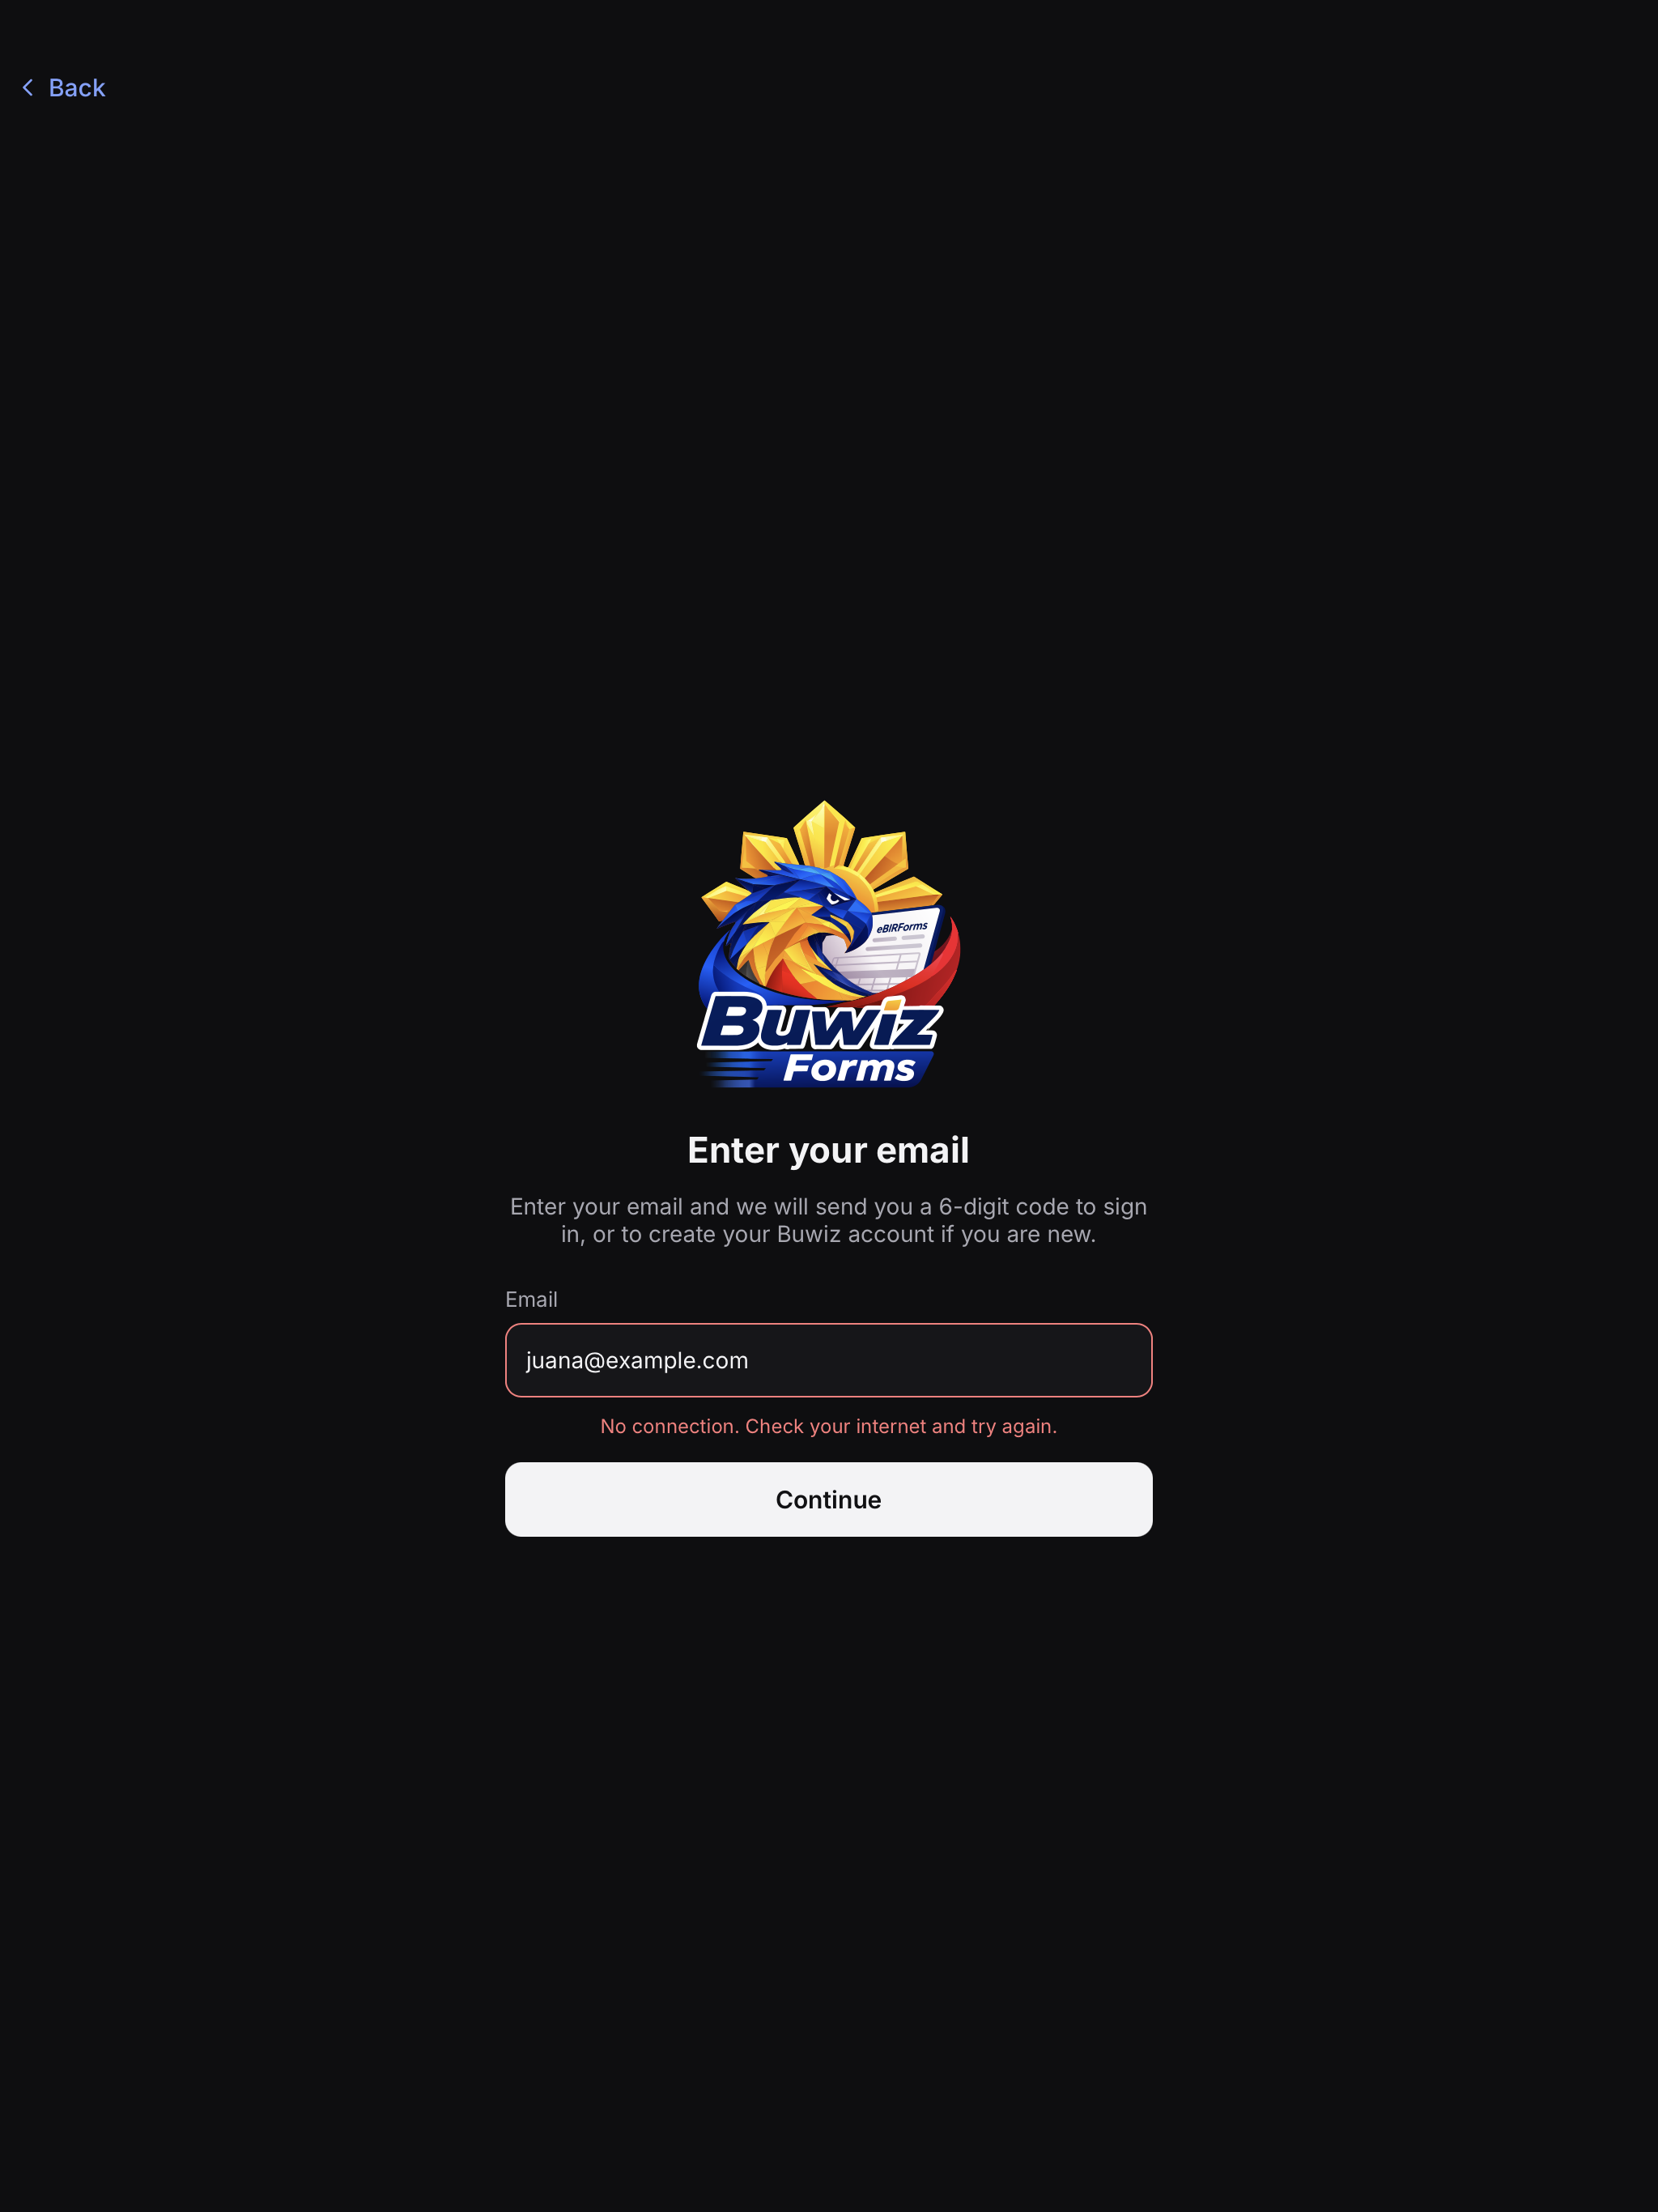 Back
eBIRForms
Buwiz
Forms
Enter your email
Enter your email and we will send you a 6-digit code to sign
in, or to create your Buwiz account if you are new.
Email
juana@example.com
No connection. Check your internet and try again.
Continue